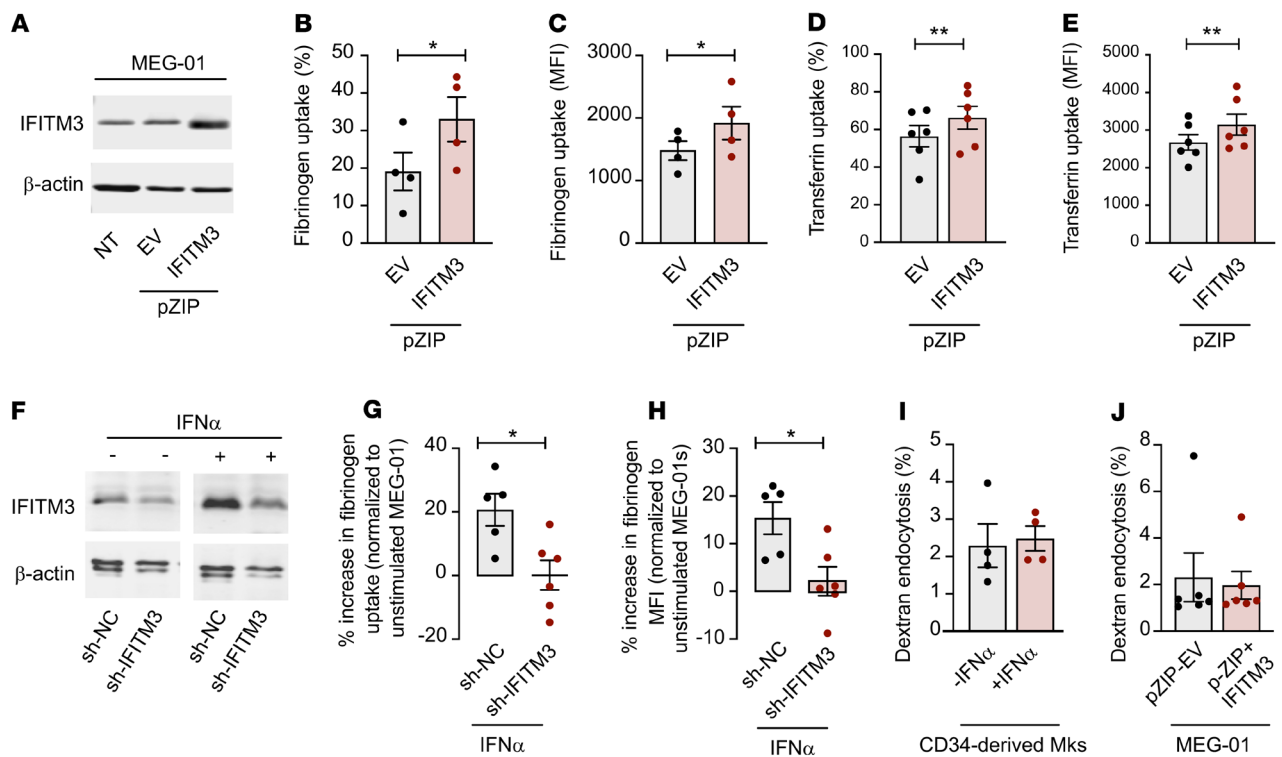 A
MEG-01
IFITM3
β-actin
NT
EV
IFITM3
pZIP
B
Fibrinogen uptake (%)
50
40
30
20
10
0
*
EV
IFITM3
pZIP
C
Fibrinogen uptake (MFI)
3000
2000
1000
0
*
EV
IFITM3
pZIP
D
Transferrin uptake (%)
100
80
60
40
20
0
**
EV
IFITM3
pZIP
E
Transferrin uptake (MFI)
5000
4000
3000
2000
1000
0
**
EV
IFITM3
pZIP
F
IFNα
- - + +
IFITM3
β-actin
sh-NC
sh-IFITM3
sh-NC
sh-IFITM3
G
% increase in fibrinogen
uptake (normalized to
unstimulated MEG-01)
40
20
0
-20
*
sh-NC
sh-IFITM3
IFNα
H
% increase in fibrinogen
MFI (normalized to
unstimulated MEG-01s)
30
20
10
0
-10
*
sh-NC
sh-IFITM3
IFNα
I
Dextran endocytosis (%)
5
4
3
2
1
0
-IFNα
+IFNα
CD34-derived Mks
J
Dextran endocytosis (%)
8
6
4
2
0
pZIP-EV
p-ZIP+
IFITM3
MEG-01